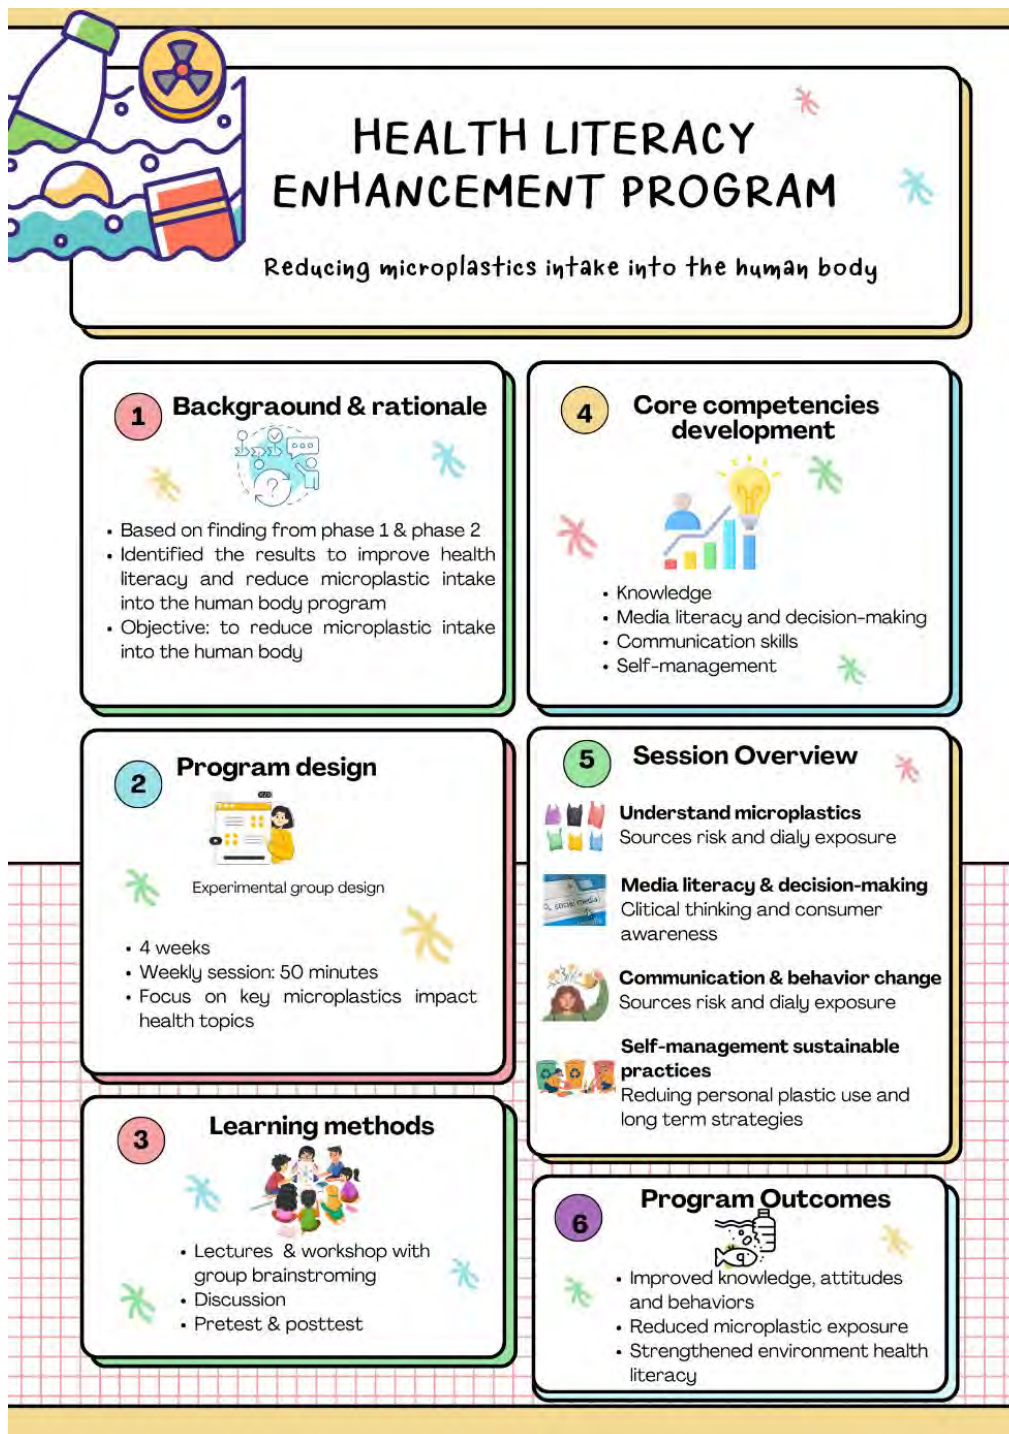 HEALTH LITERACY
ENHANCEMENT PROGRAM
Reducing microplastics intake into the human body
1
Backgraound & rationale
• Based on finding from phase 1 & phase 2
• Identified the results to improve health
literacy and reduce microplastic intake
into the human body program
• Objective: to reduce microplastic intake
into the human body
2
Program design
Experimental group design
• 4 weeks
• Weekly session: 50 minutes
• Focus on key microplastics impact
health topics
3
Learning methods
• Lectures & workshop with
group brainstroming
• Discussion
• Pretest & posttest
4
Core competencies
development
• Knowledge
• Media literacy and decision-making
• Communication skills
• Self-management
5
Session Overview
Understand microplastics
Sources risk and dialy exposure
social media
Media literacy & decision-making
Clitical thinking and consumer
awareness
Communication & behavior change
Sources risk and dialy exposure
Self-management sustainable
practices
Reduing personal plastic use and
long term strategies
6
Program Outcomes
• Improved knowledge, attitudes
and behaviors
• Reduced microplastic exposure
• Strengthened environment health
literacy